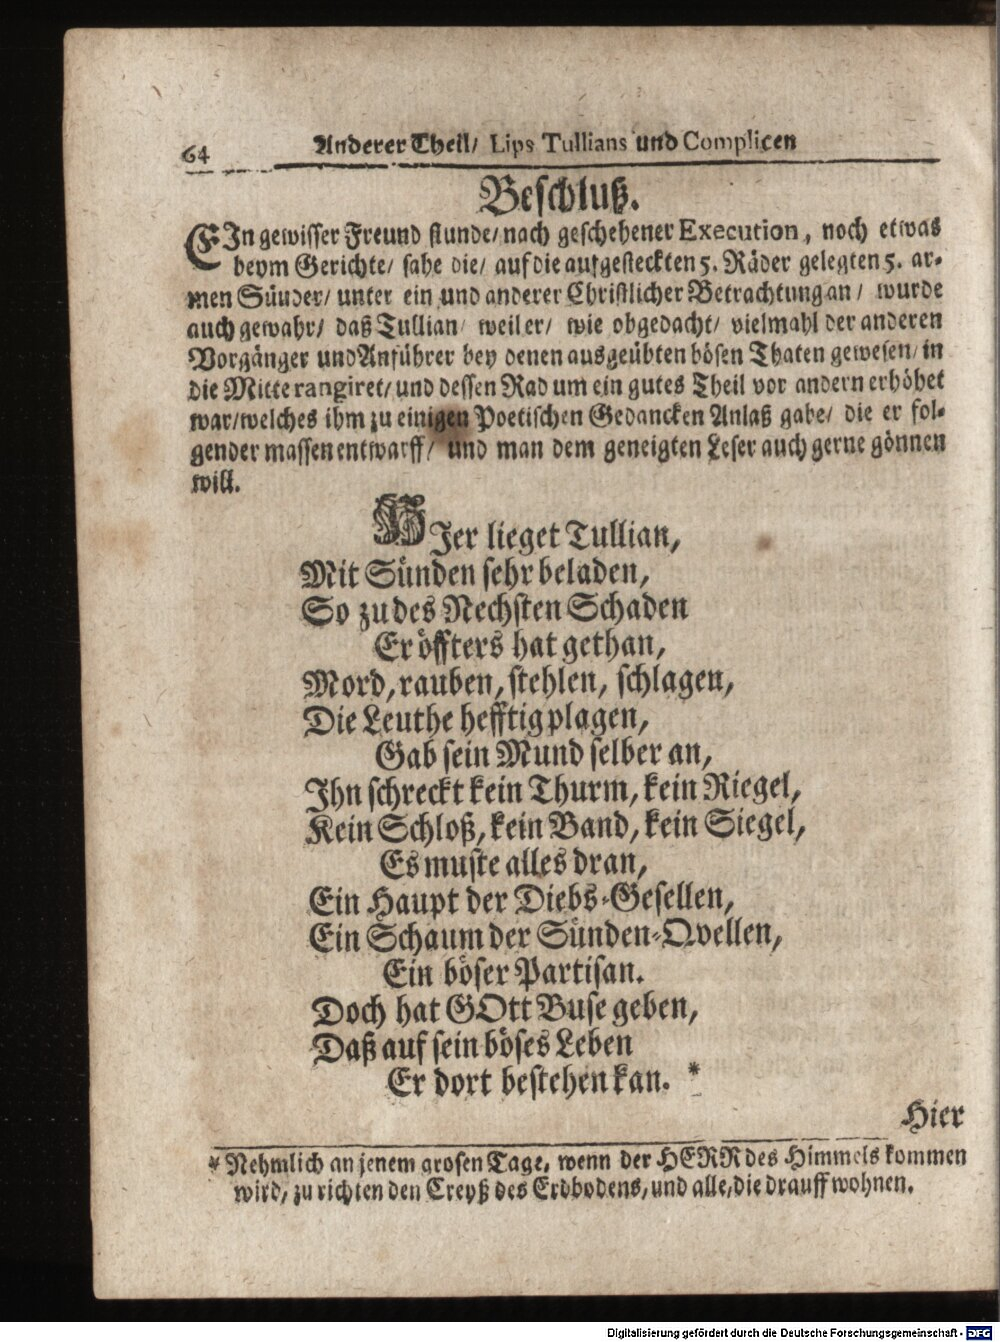 64
Anderer Theil/ Lips Tullians und Complicen
Beschluß.
EIn gewisser Freund stunde/ nach geschehener Execution, noch etwas
beym Gerichte/ sahe die/ auf die aufgesteckten 5. Räder gelegten 5. ar-
men Sünder/ unter ein und anderer Christlicher Betrachtung an/ wurde
auch gewahr/ daß Tullian/ weil er/ wie obgedacht/ vielmahl der anderen
Vorgänger und Anführer bey denen ausgeübten bösen Thaten gewesen/ in
die Mitte rangiret/ und dessen Rad um ein gutes Theil vor andern erhöhet
war/ welches ihm zu einigen Poetischen Gedancken Anlaß gabe/ die er fol-
gender massen entwarff/ und man dem geneigten Leser auch gerne gönnen
will.
HIer lieget Tullian,
Mit Sünden sehr beladen,
So zu des Nechsten Schaden
Er öffters hat gethan,
Mord, rauben, stehlen, schlagen,
Die Leuthe hefftig plagen,
Gab sein Mund selber an,
Ihn schreckt kein Thurm, kein Riegel,
Kein Schloß, kein Band, kein Siegel,
Es muste alles dran,
Ein Haupt der Diebs-Gesellen,
Ein Schaum der Sünden-Qvellen,
Ein böser Partisan.
Doch hat GOtt Buse geben,
Daß auf sein böses Leben
Er dort bestehen kan. *
Hier
* Nehmlich an jenem grosen Tage, wenn der HERR des Himmels kommen
wird, zu richten den Creyß des Erdbodens, und alle, die drauff wohnen.
Digitalisierung gefördert durch die Deutsche Forschungsgemeinschaft - DFG